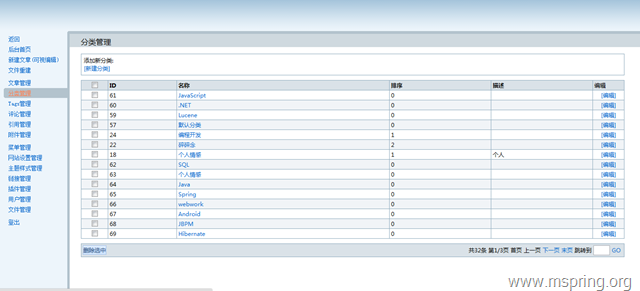 返回
后台首页
新建文章(可视编辑)
文件重建
文章管理
分类管理
Tags管理
评论管理
引用管理
附件管理
菜单管理
网站设置管理
主题样式管理
链接管理
插件管理
用户管理
文件管理
登出
分类管理
添加新分类:
[新建分类]
ID 名称 排序 描述 编辑
61 JavaScript 0 [编辑]
60 .NET 0 [编辑]
59 Lucene 0 [编辑]
57 默认分类 0 [编辑]
24 编程开发 1 [编辑]
22 碎碎念 2 [编辑]
18 个人情感 1 个人 [编辑]
62 SQL 0 [编辑]
63 个人情感 0 [编辑]
64 Java 0 [编辑]
65 Spring 0 [编辑]
66 webwork 0 [编辑]
67 Android 0 [编辑]
68 JBPM 0 [编辑]
69 Hibernate 0 [编辑]
删除选中 共32条 第1/3页 首页 上一页 下一页 末页 跳转到 GO
www.mspring.org